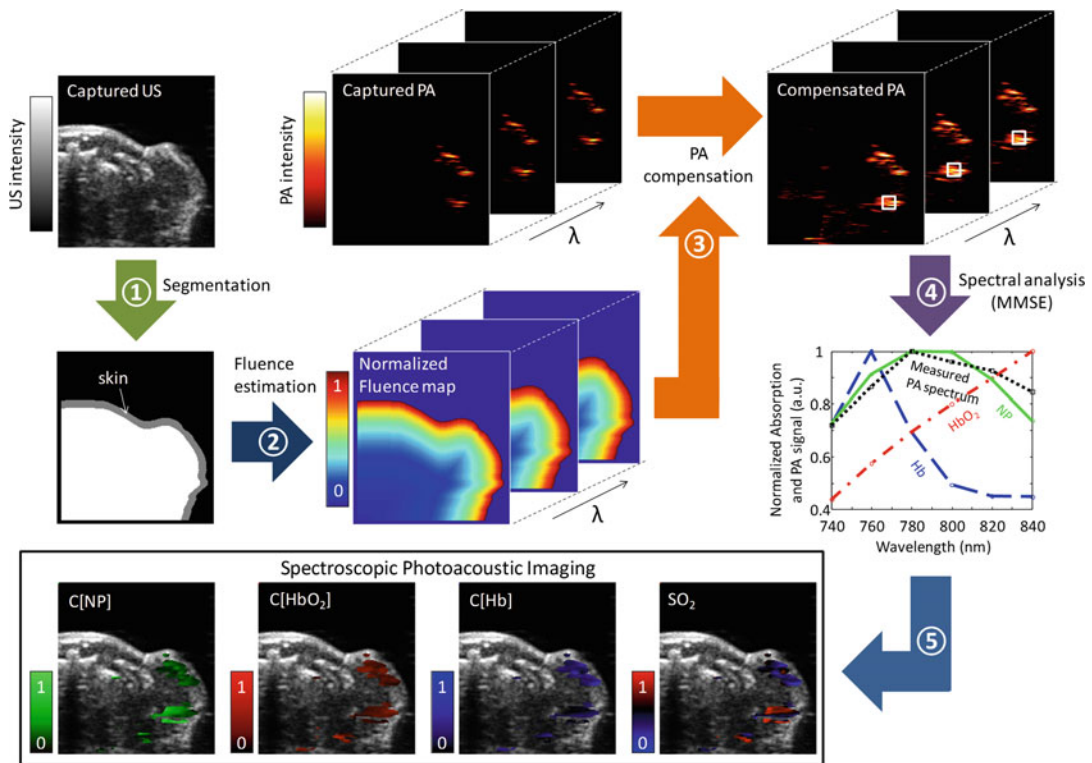 Captured US
US intensity
Captured PA
PA intensity
λ
PA
compensation
Compensated PA
λ
① Segmentation
skin
Fluence
estimation
②
Normalized
Fluence map
1
0
λ
③
④ Spectral analysis
(MMSE)
Normalized Absorption
and PA signal (a.u.)
1
0.8
0.6
0.4
740 760 780 800 820 840
Wavelength (nm)
Measured
PA spectrum
NP
HbO₂
Hb
⑤
Spectroscopic Photoacoustic Imaging
C[NP]
1
0
C[HbO₂]
1
0
C[Hb]
1
0
SO₂
1
0